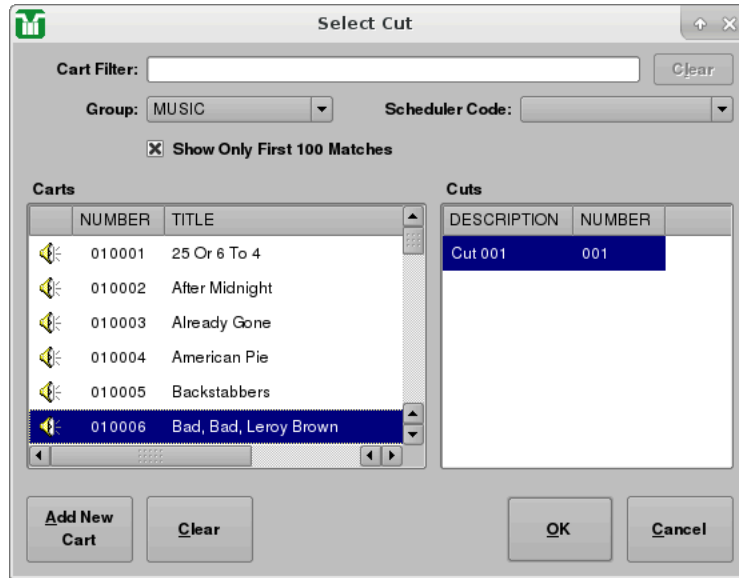 Select Cut
Cart Filter: Clear
Group: MUSIC Scheduler Code:
Show Only First 100 Matches
Carts Cuts
NUMBER TITLE DESCRIPTION NUMBER
010001 25 Or 6 To 4 Cut 001 001
010002 After Midnight
010003 Already Gone
010004 American Pie
010005 Backstabbers
010006 Bad, Bad, Leroy Brown
Add New Cart Clear OK Cancel